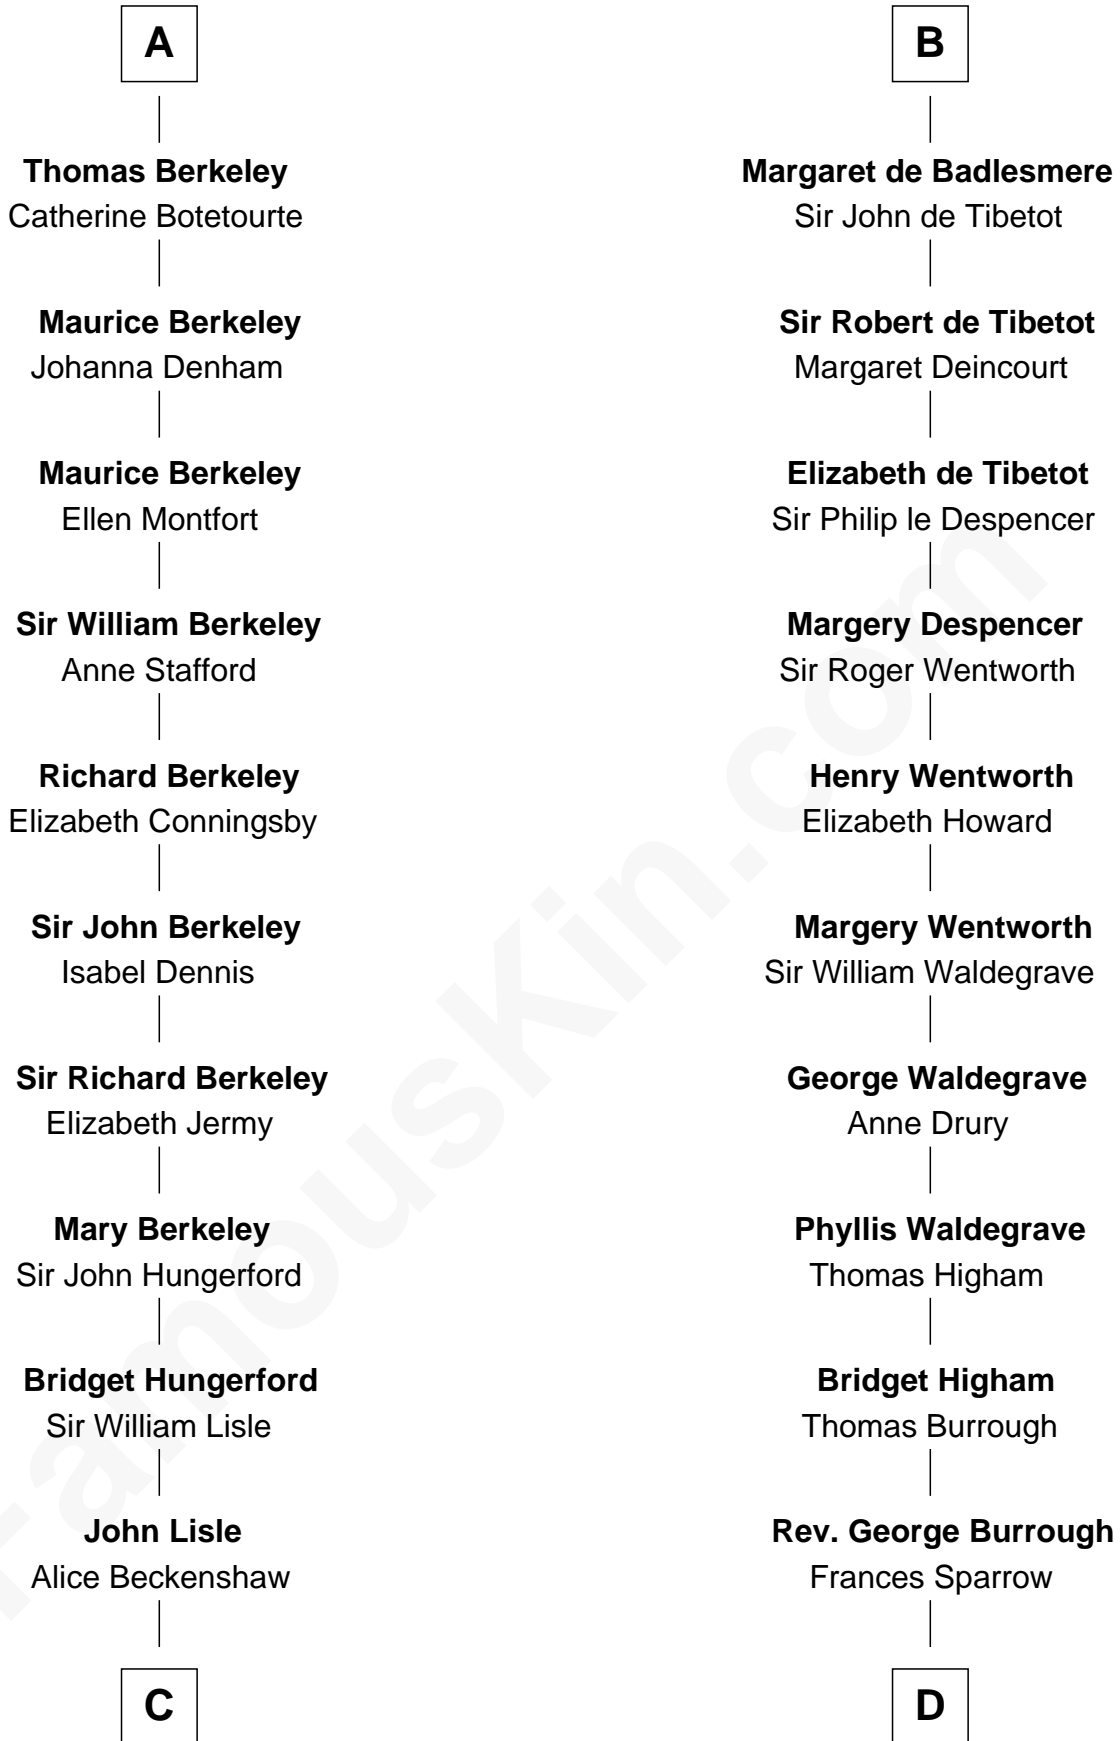 A
Thomas Berkeley
Catherine Botetourte
Maurice Berkeley
Johanna Denham
Maurice Berkeley
Ellen Montfort
Sir William Berkeley
Anne Stafford
Richard Berkeley
Elizabeth Conningsby
Sir John Berkeley
Isabel Dennis
Sir Richard Berkeley
Elizabeth Jermy
Mary Berkeley
Sir John Hungerford
Bridget Hungerford
Sir William Lisle
John Lisle
Alice Beckenshaw
C
B
Margaret de Badlesmere
Sir John de Tibetot
Sir Robert de Tibetot
Margaret Deincourt
Elizabeth de Tibetot
Sir Philip le Despencer
Margery Despencer
Sir Roger Wentworth
Henry Wentworth
Elizabeth Howard
Margery Wentworth
Sir William Waldegrave
George Waldegrave
Anne Drury
Phyllis Waldegrave
Thomas Higham
Bridget Higham
Thomas Burrough
Rev. George Burrough
Frances Sparrow
D
FamousKin.com